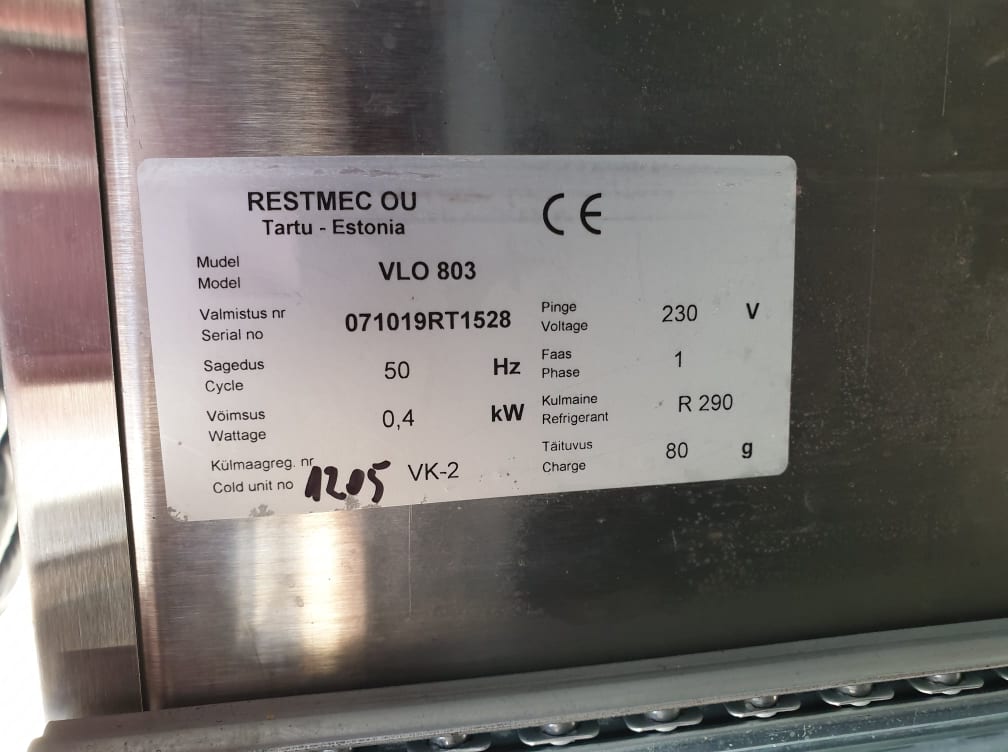 RESTMEC OU
Tartu - Estonia
CE
Mudel
Model
VLO 803
Valmistus nr
Serial no
071019RT1528
Pinge
Voltage
230 V
Sagedus
Cycle
50 Hz
Faas
Phase
1
Võimsus
Wattage
0,4 kW
Kulmaine
Refrigerant
R 290
Külmaagreg. nr
Cold unit no
1205 VK-2
Täituvus
Charge
80 g